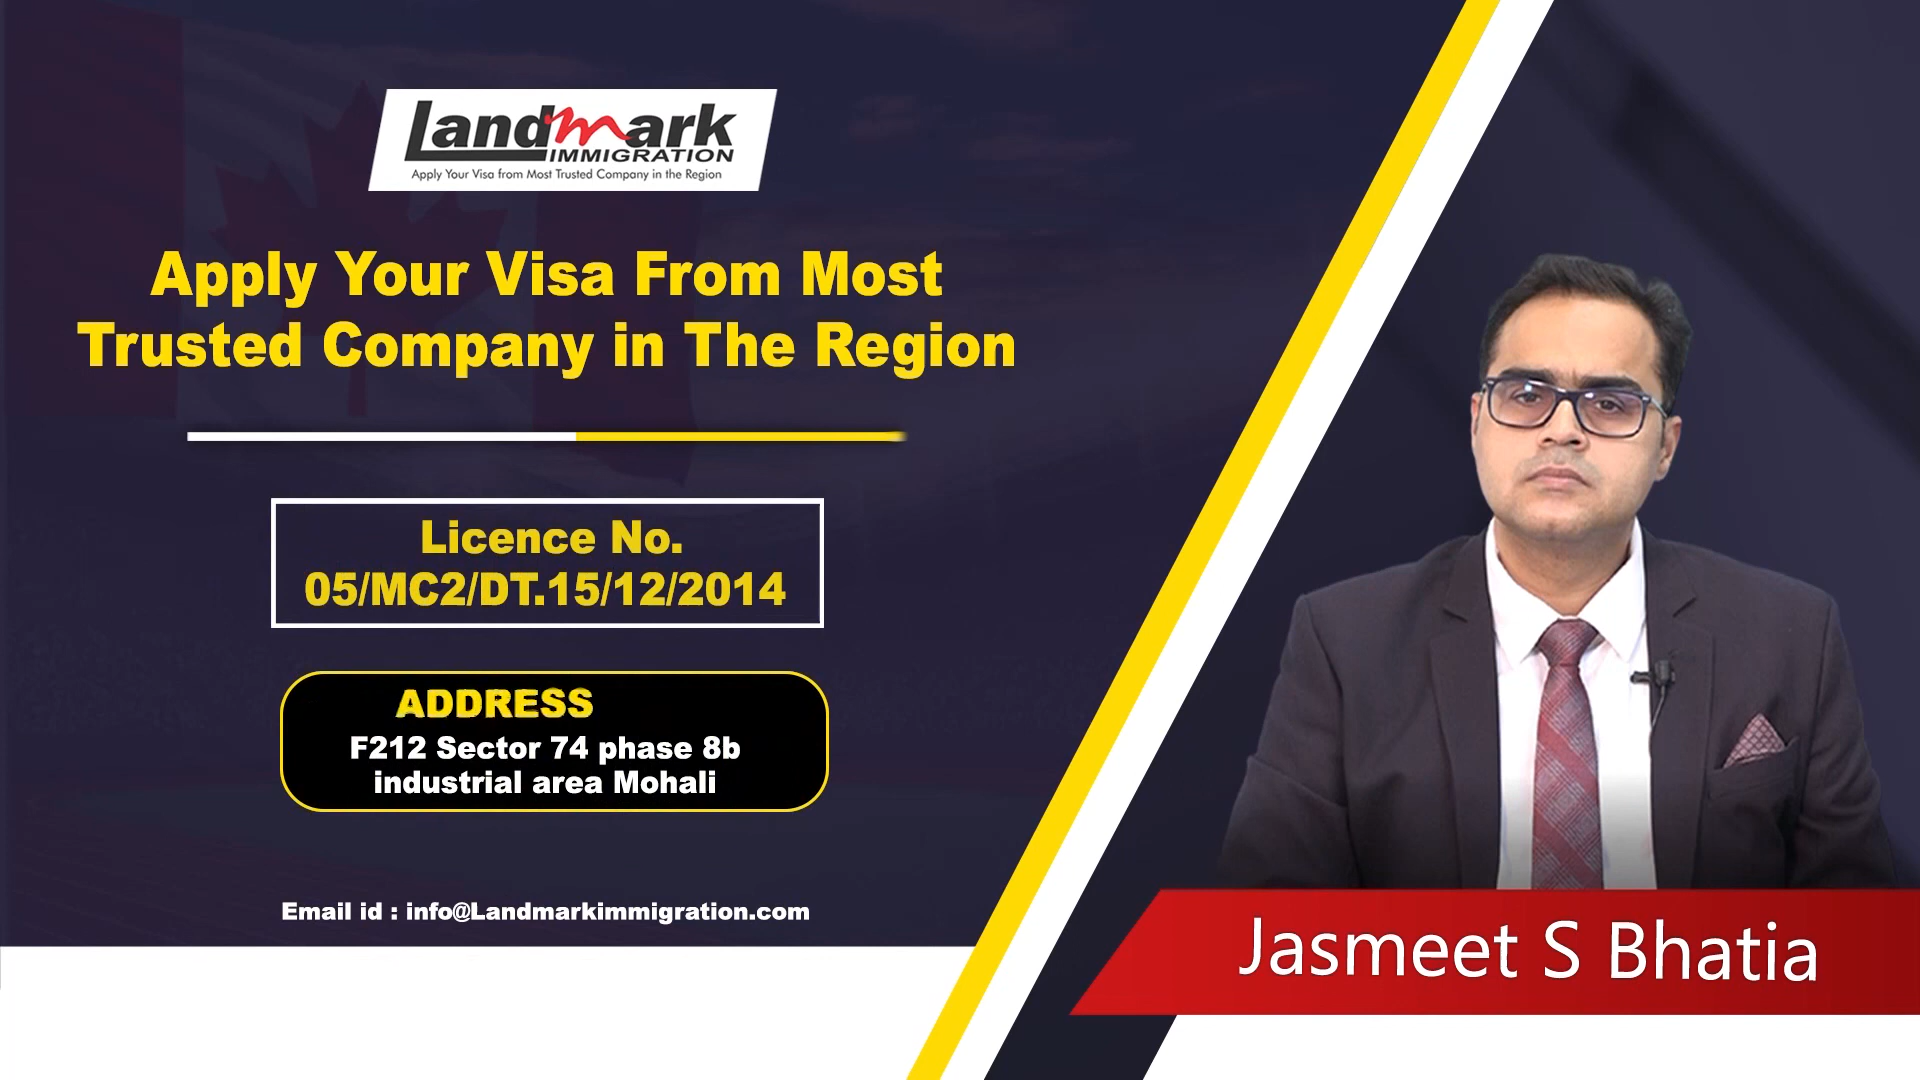 Landmark
IMMIGRATION
Apply Your Visa from Most Trusted Company in the Region
Apply Your Visa From Most
Trusted Company in The Region
Licence No.
05/MC2/DT.15/12/2014
ADDRESS
F212 Sector 74 phase 8b
industrial area Mohali
Email id : info@Landmarkimmigration.com
Jasmeet S Bhatia